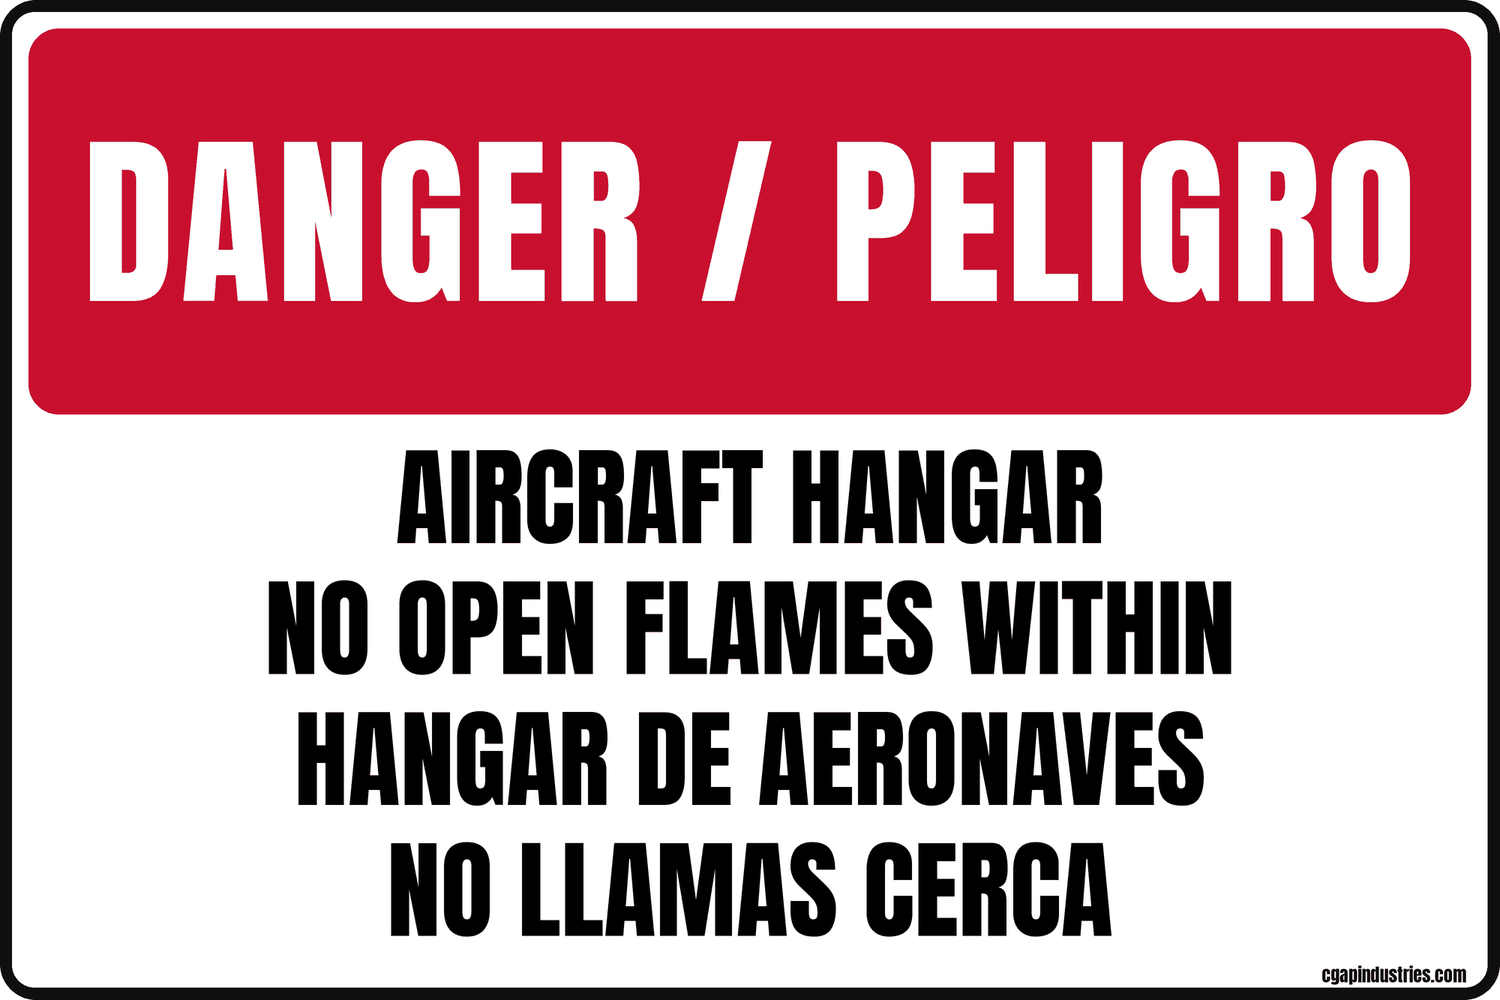 DANGER / PELIGRO
AIRCRAFT HANGAR
NO OPEN FLAMES WITHIN
HANGAR DE AERONAVES
NO LLAMAS CERCA
cgapindustries.com